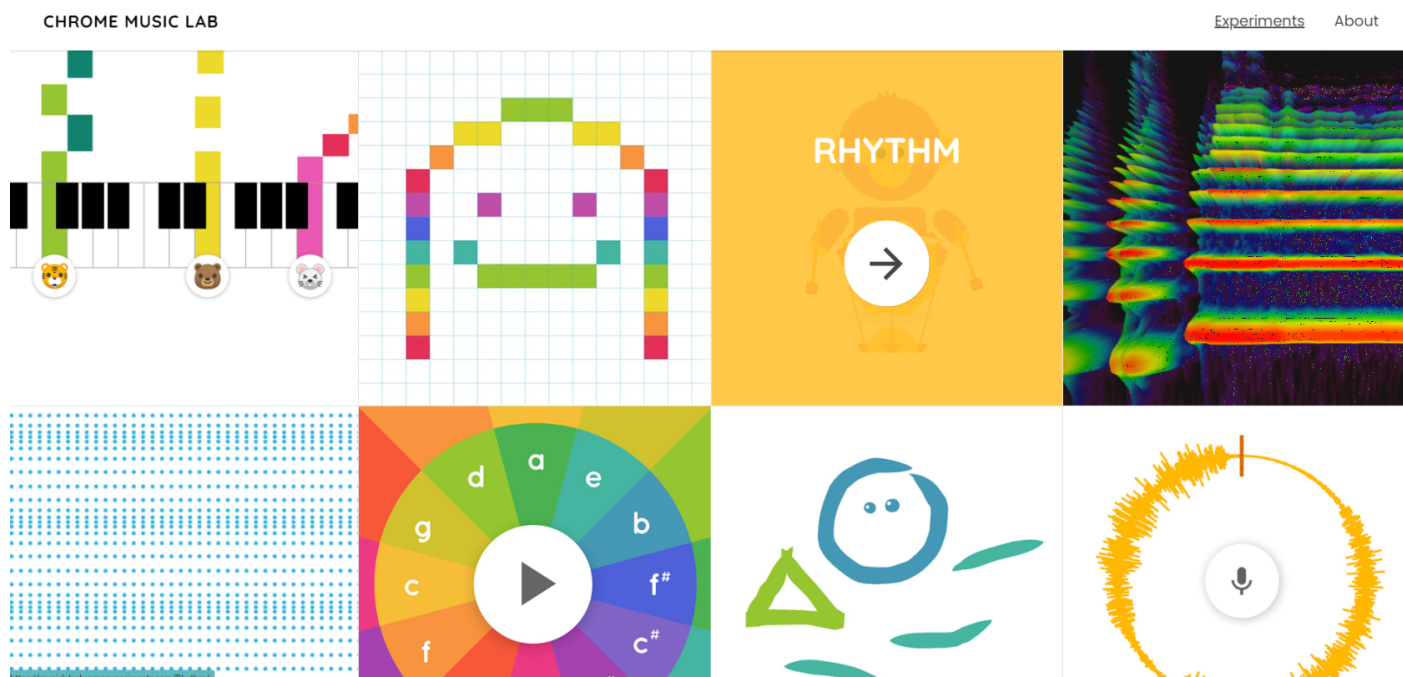 CHROME MUSIC LAB
Experiments About
RHYTHM
a
d e
g b
c f#
f c#